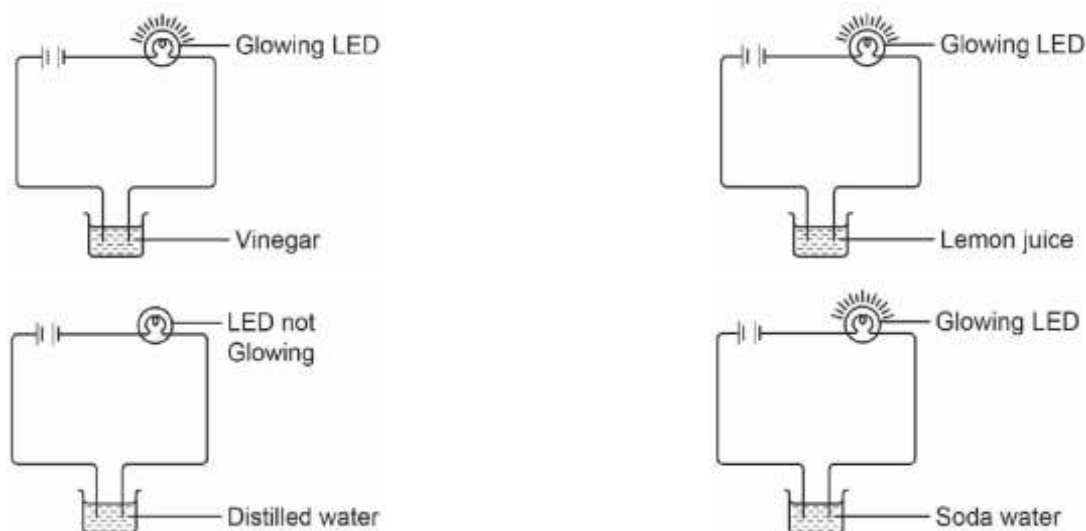 Glowing LED
Glowing LED
Vinegar
Lemon juice
LED not
Glowing
Glowing LED
Distilled water
Soda water